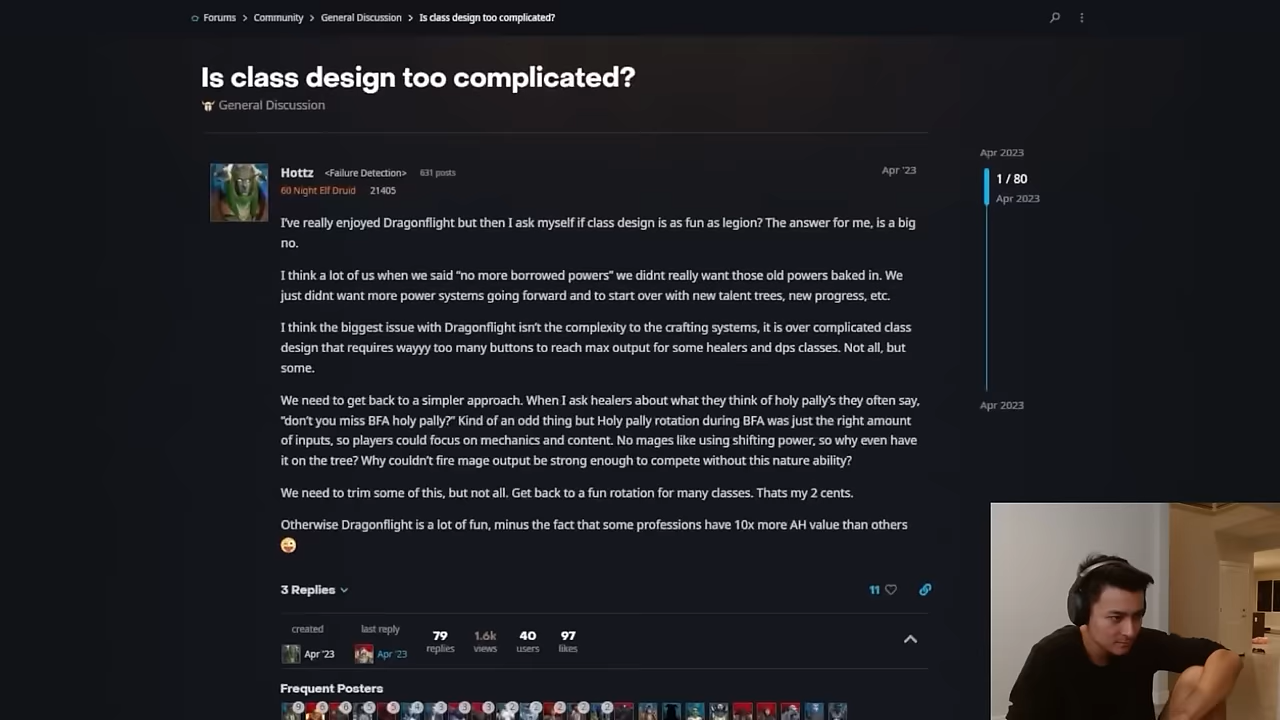 Forums > Community > General Discussion > Is class design too complicated?
Is class design too complicated?
General Discussion
Hottz <Failure Detection> 631 posts
Apr '23
60 Night Elf Druid 21405
I've really enjoyed Dragonflight but then I ask myself if class design is as fun as legion? The answer for me, is a big
no.
I think a lot of us when we said "no more borrowed powers" we didnt really want those old powers baked in. We
just didnt want more power systems going forward and to start over with new talent trees, new progress, etc.
I think the biggest issue with Dragonflight isn't the complexity to the crafting systems, it is over complicated class
design that requires wayyy too many buttons to reach max output for some healers and dps classes. Not all, but
some.
We need to get back to a simpler approach. When I ask healers about what they think of holy pally's they often say,
"don't you miss BFA holy pally?" Kind of an odd thing but Holy pally rotation during BFA was just the right amount
of inputs, so players could focus on mechanics and content. No mages like using shifting power, so why even have
it on the tree? Why couldn't fire mage output be strong enough to compete without this nature ability?
We need to trim some of this, but not all. Get back to a fun rotation for many classes. Thats my 2 cents.
Otherwise Dragonflight is a lot of fun, minus the fact that some professions have 10x more AH value than others
3 Replies
11
created
last reply
79
1.6k
40
97
Apr '23
Apr '23
replies
views
users
likes
Frequent Posters
Apr 2023
1 / 80
Apr 2023
Apr 2023